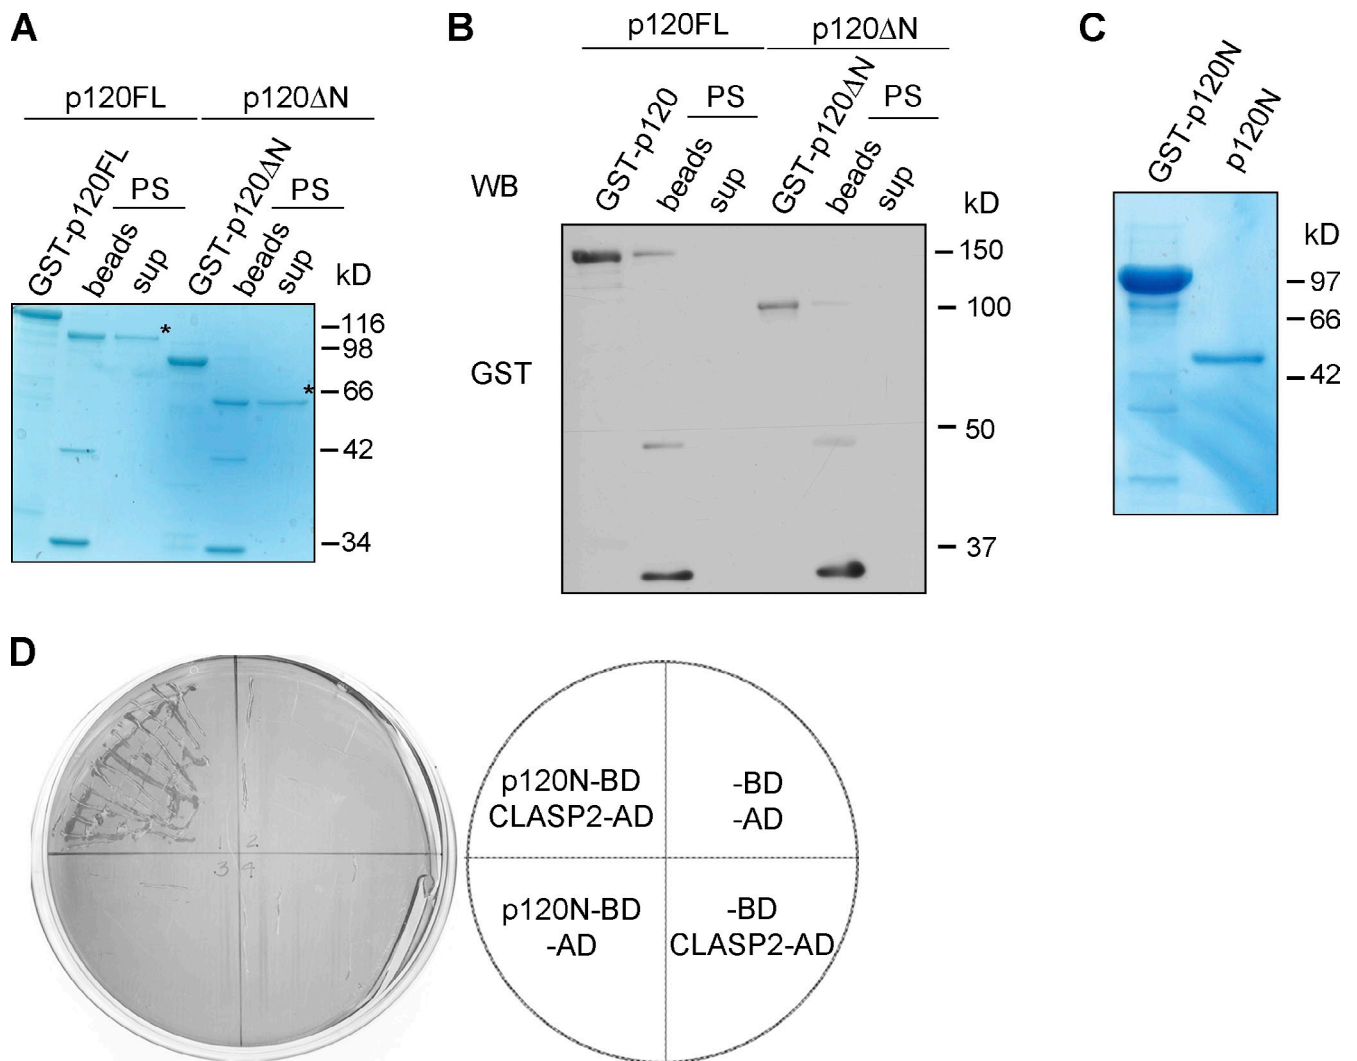 A
p120FL p120ΔN
GST-p120FL
beads
sup
PS
GST-p120ΔN
beads
sup
PS
kD
*
*
116
98
66
42
34
B
p120FL p120ΔN
WB
GST-p120
beads
sup
PS
GST-p120ΔN
beads
sup
PS
kD
GST
150
100
50
37
C
GST-p120N
p120N
kD
97
66
42
D
1 2
3 4
p120N-BD
CLASP2-AD
-BD
-AD
p120N-BD
-AD
-BD
CLASP2-AD